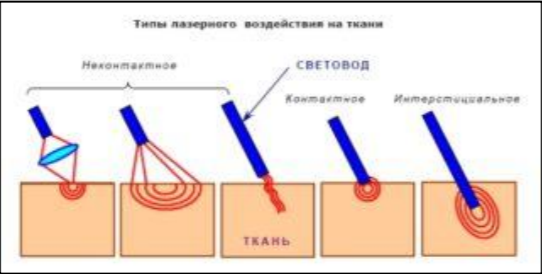 Типы лазерного воздействия на ткани
Неконтактное
СВЕТОВОД
Контактное
Интерстициальное
ТКАНЬ